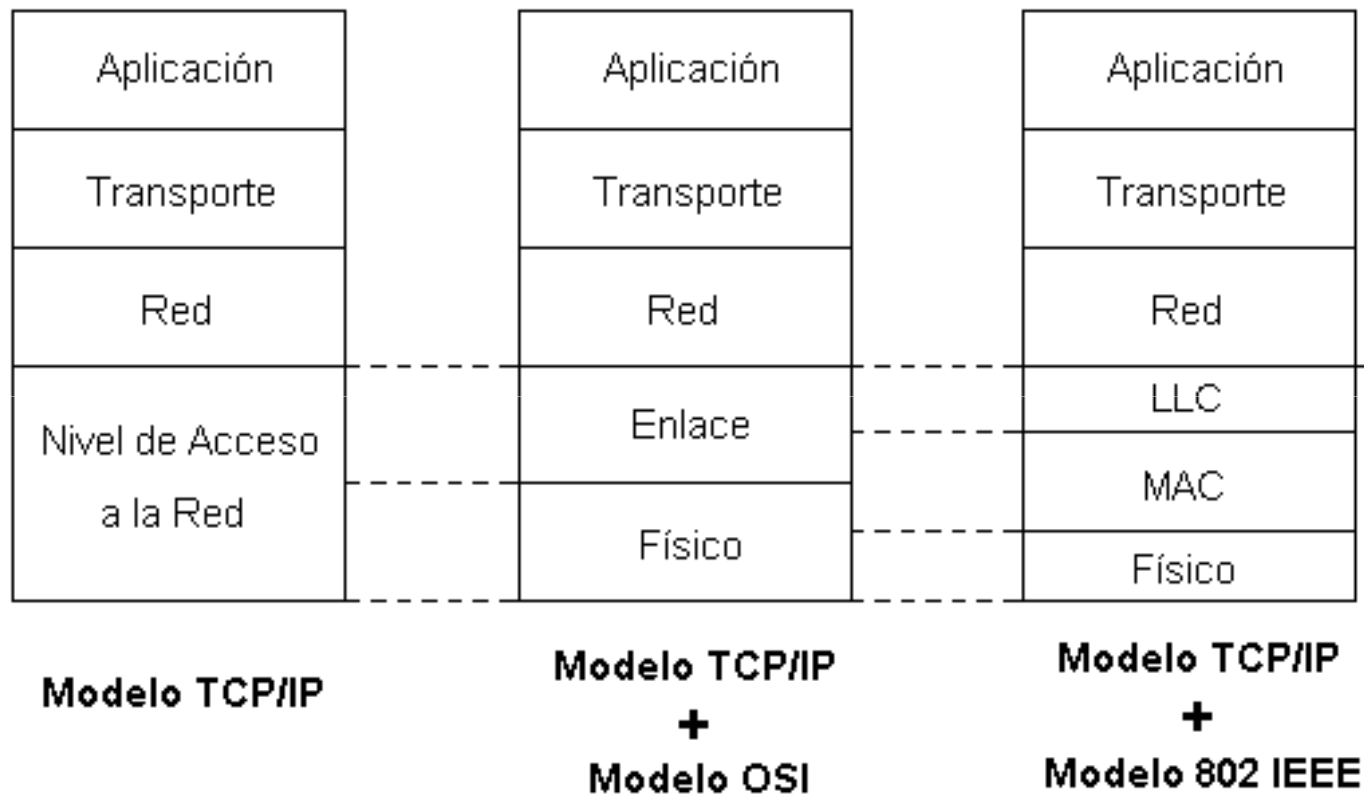 Aplicación
Transporte
Red
Nivel de Acceso
a la Red
Modelo TCP/IP
Aplicación
Transporte
Red
Enlace
Físico
Modelo TCP/IP
+
Modelo OSI
Aplicación
Transporte
Red
LLC
MAC
Físico
Modelo TCP/IP
+
Modelo 802 IEEE